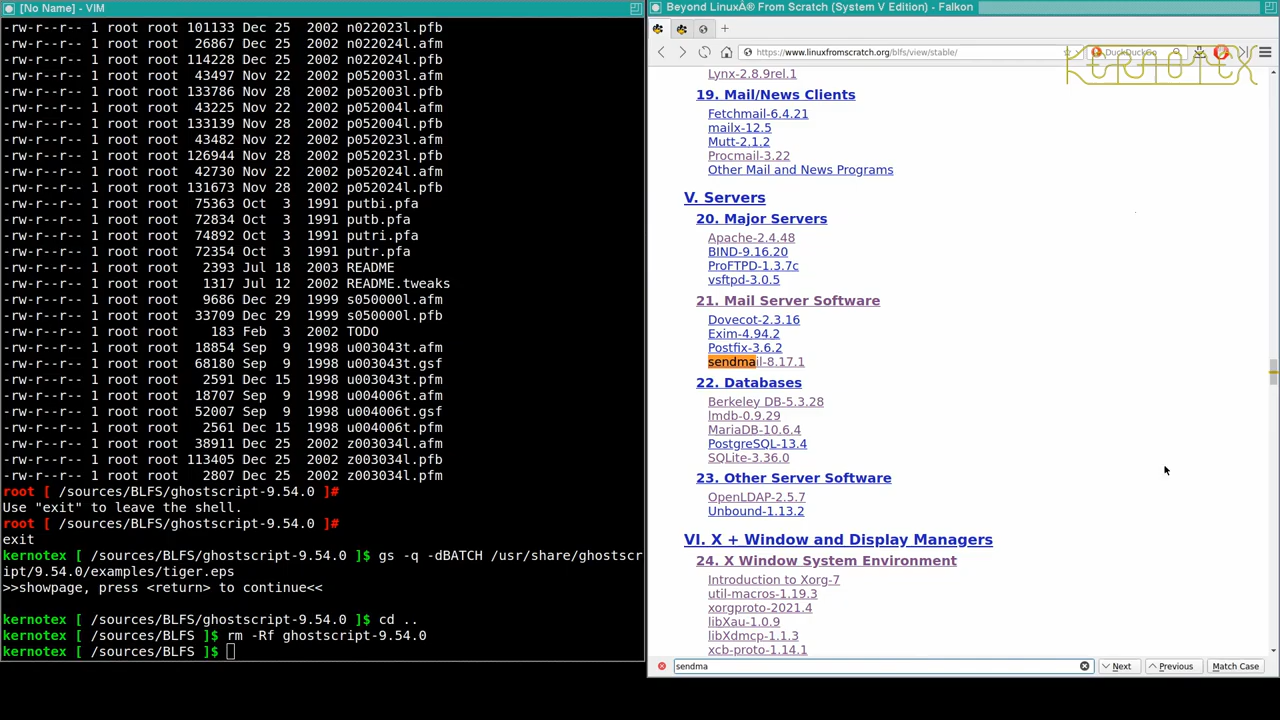 [No Name] - VIM
-rw-r--r-- 1 root root 101133 Dec 25  2002 n022023l.pfb
-rw-r--r-- 1 root root  26867 Dec 25  2002 n022024l.afm
-rw-r--r-- 1 root root 114228 Dec 25  2002 n022024l.pfb
-rw-r--r-- 1 root root  43497 Nov 22  2002 p052003l.afm
-rw-r--r-- 1 root root 133786 Nov 28  2002 p052003l.pfb
-rw-r--r-- 1 root root  43225 Nov 22  2002 p052004l.afm
-rw-r--r-- 1 root root 133139 Nov 28  2002 p052004l.pfb
-rw-r--r-- 1 root root  43482 Nov 22  2002 p052023l.afm
-rw-r--r-- 1 root root 126944 Nov 28  2002 p052023l.pfb
-rw-r--r-- 1 root root  42730 Nov 22  2002 p052024l.afm
-rw-r--r-- 1 root root 131673 Nov 28  2002 p052024l.pfb
-rw-r--r-- 1 root root  75363 Oct  3  1991 putbi.pfa
-rw-r--r-- 1 root root  72834 Oct  3  1991 putb.pfa
-rw-r--r-- 1 root root  74892 Oct  3  1991 putri.pfa
-rw-r--r-- 1 root root  72354 Oct  3  1991 putr.pfa
-rw-r--r-- 1 root root   2393 Jul 18  2003 README
-rw-r--r-- 1 root root   1317 Jul 12  2002 README.tweaks
-rw-r--r-- 1 root root   9686 Dec 29  1999 s050000l.afm
-rw-r--r-- 1 root root  33709 Dec 29  1999 s050000l.pfb
-rw-r--r-- 1 root root    183 Feb  3  2002 TODO
-rw-r--r-- 1 root root  18854 Sep  9  1998 u003043t.afm
-rw-r--r-- 1 root root  68180 Sep  9  1998 u003043t.gsf
-rw-r--r-- 1 root root   2591 Dec 15  1998 u003043t.pfm
-rw-r--r-- 1 root root  18707 Sep  9  1998 u004006t.afm
-rw-r--r-- 1 root root  52007 Sep  9  1998 u004006t.gsf
-rw-r--r-- 1 root root   2561 Dec 15  1998 u004006t.pfm
-rw-r--r-- 1 root root  38911 Dec 25  2002 z003034l.afm
-rw-r--r-- 1 root root 113405 Dec 25  2002 z003034l.pfb
-rw-r--r-- 1 root root   2807 Dec 25  2002 z003034l.pfm
root [ /sources/BLFS/ghostscript-9.54.0 ]#
Use "exit" to leave the shell.
root [ /sources/BLFS/ghostscript-9.54.0 ]#
exit
kernotex [ /sources/BLFS/ghostscript-9.54.0 ]$ gs -q -dBATCH /usr/share/ghostscr
ipt/9.54.0/examples/tiger.eps
>>showpage, press <return> to continue<<
kernotex [ /sources/BLFS/ghostscript-9.54.0 ]$ cd ..
kernotex [ /sources/BLFS ]$ rm -Rf ghostscript-9.54.0
kernotex [ /sources/BLFS ]$
Beyond LinuxÂ® From Scratch (System V Edition) - Falkon
https://www.linuxfromscratch.org/blfs/view/stable/
DuckDuckGo
KERNOTEX
Lynx-2.8.9rel.1
19. Mail/News Clients
Fetchmail-6.4.21
mailx-12.5
Mutt-2.1.2
Procmail-3.22
Other Mail and News Programs
V. Servers
20. Major Servers
Apache-2.4.48
BIND-9.16.20
ProFTPD-1.3.7c
vsftpd-3.0.5
21. Mail Server Software
Dovecot-2.3.16
Exim-4.94.2
Postfix-3.6.2
sendmail-8.17.1
22. Databases
Berkeley DB-5.3.28
lmdb-0.9.29
MariaDB-10.6.4
PostgreSQL-13.4
SQLite-3.36.0
23. Other Server Software
OpenLDAP-2.5.7
Unbound-1.13.2
VI. X + Window and Display Managers
24. X Window System Environment
Introduction to Xorg-7
util-macros-1.19.3
xorgproto-2021.4
libXau-1.0.9
libXdmcp-1.1.3
xcb-proto-1.14.1
sendma
Next
Previous
Match Case